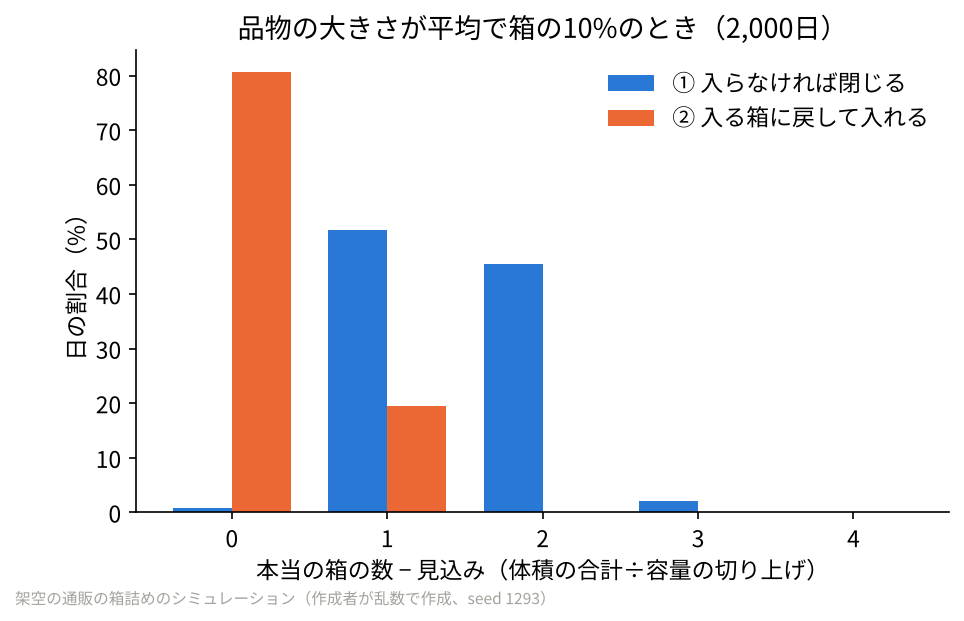 品物の大きさが平均で箱の10%のとき（2,000日）
① 入らなければ閉じる
② 入る箱に戻して入れる
日の割合（%）
80
70
60
50
40
30
20
10
0
0 1 2 3 4
本当の箱の数 − 見込み（体積の合計÷容量の切り上げ）
架空の通販の箱詰めのシミュレーション（作成者が乱数で作成、seed 1293）